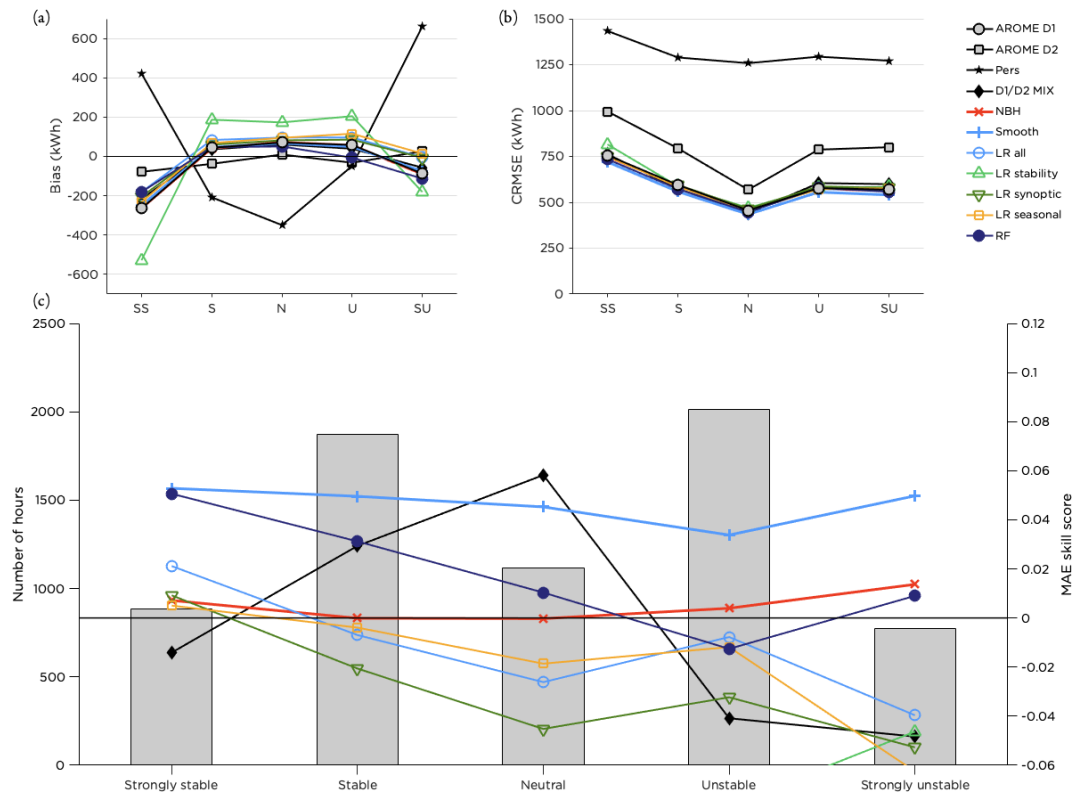 (a)
Bias (kWh)
600
400
200
0
-200
-400
-600
SS S N U SU
(b)
CRMSE (kWh)
1500
1250
1000
750
500
250
0
SS S N U SU
AROME D1
AROME D2
Pers
D1/D2 MIX
NBH
Smooth
LR all
LR stability
LR synoptic
LR seasonal
RF
(c)
Number of hours
2500
2000
1500
1000
500
0
Strongly stable Stable Neutral Unstable Strongly unstable
MAE skill score
0.12
0.1
0.08
0.06
0.04
0.02
0
-0.02
-0.04
-0.06